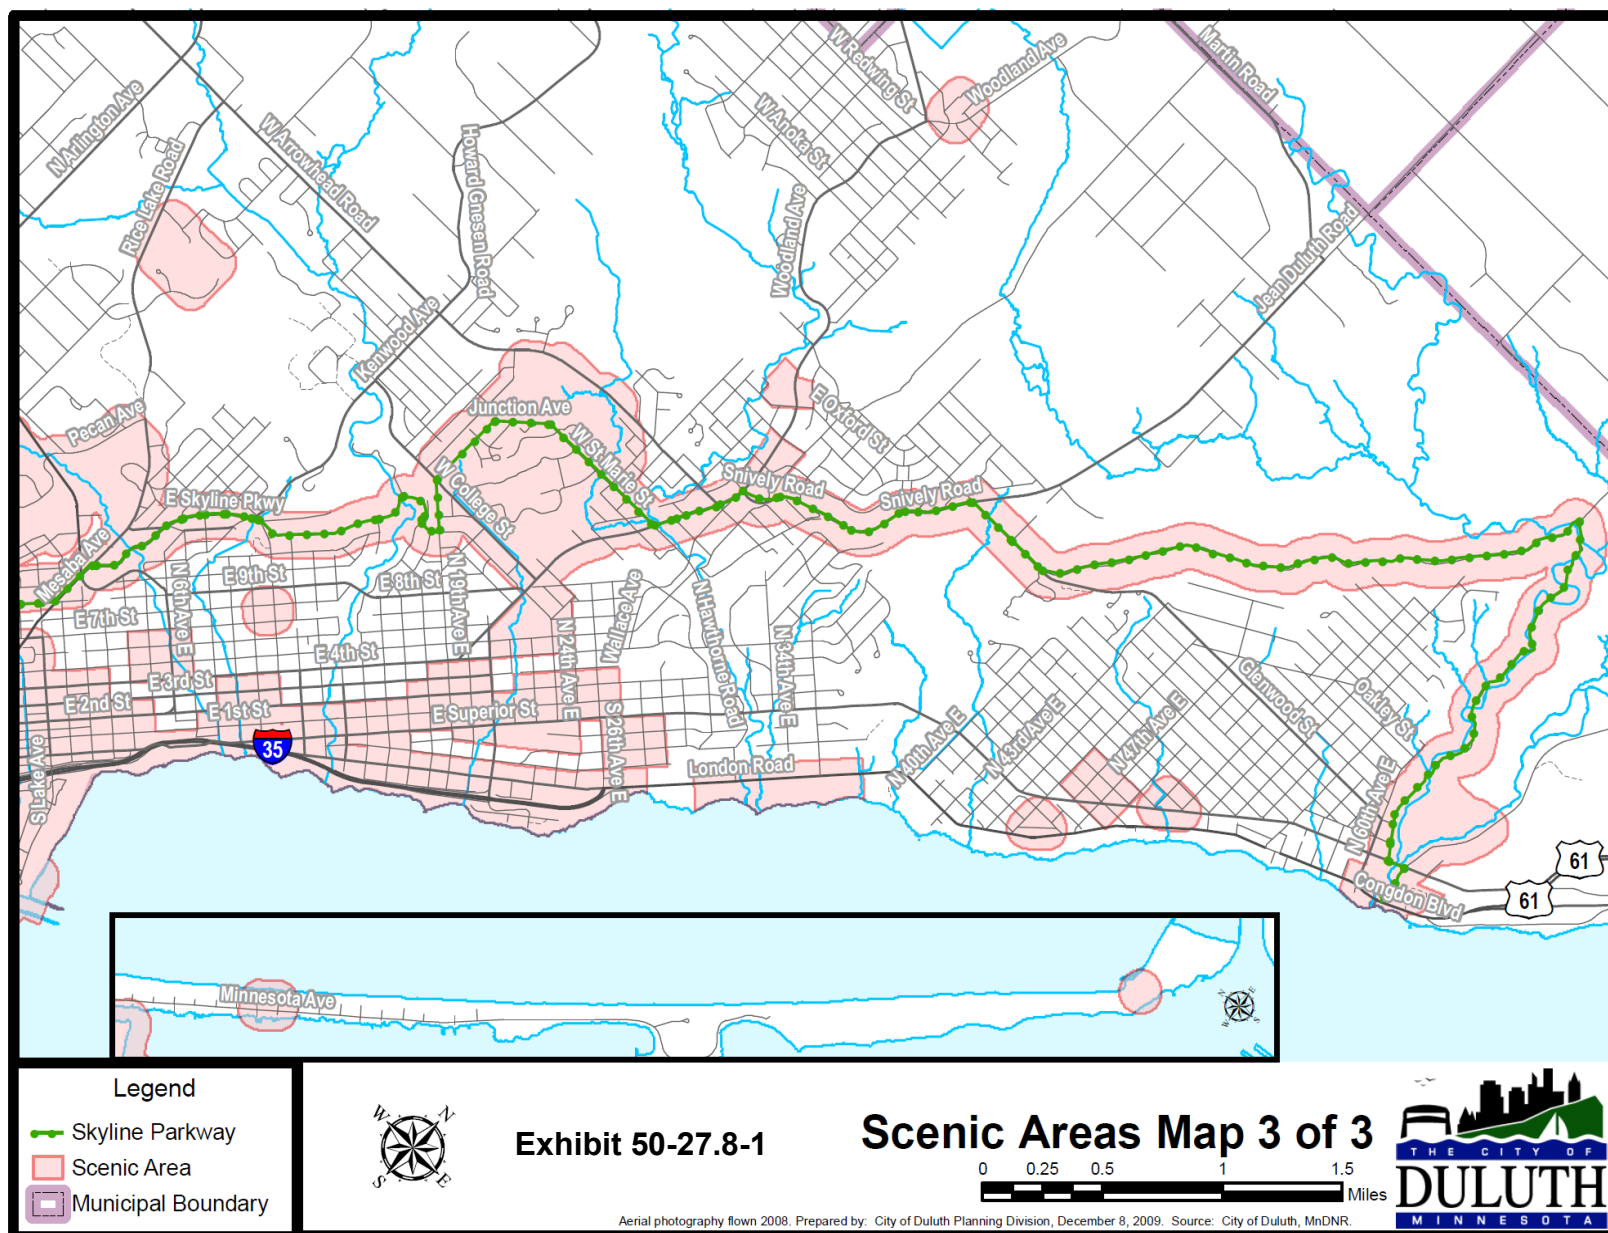 N Arlington Ave
Rice Lake Road
W Arrowhead Road
Howard Gnesen Road
W Redwing St
Woodland Ave
W Anoka St
Woodland Ave
Martin Road
Jean Duluth Road
Kenwood Ave
Pecan Ave
Junction Ave
E Oxford St
W St Marie St
W College St
Snively Road
Snively Road
E Skyline Pkwy
Mesaba Ave
N 6th Ave E
E 9th St
E 8th St
N 19th Ave E
E 7th St
E 4th St
E 3rd St
E 2nd St
E 1st St
E Superior St
N 24th Ave E
Wallace Ave
S 26th Ave E
N Hawthorne Road
N 34th Ave E
London Road
N 40th Ave E
N 43rd Ave E
N 47th Ave E
Glenwood St
Oakley St
N 60th Ave E
Congdon Blvd
S Lake Ave
35
61
61
Minnesota Ave
N
E
S
W
Legend
Skyline Parkway
Scenic Area
Municipal Boundary
W
N
S
E
Exhibit 50-27.8-1
Scenic Areas Map 3 of 3
0 0.25 0.5 1 1.5
Miles
Aerial photography flown 2008. Prepared by: City of Duluth Planning Division, December 8, 2009. Source: City of Duluth, MnDNR.
THE CITY OF
DULUTH
MINNESOTA